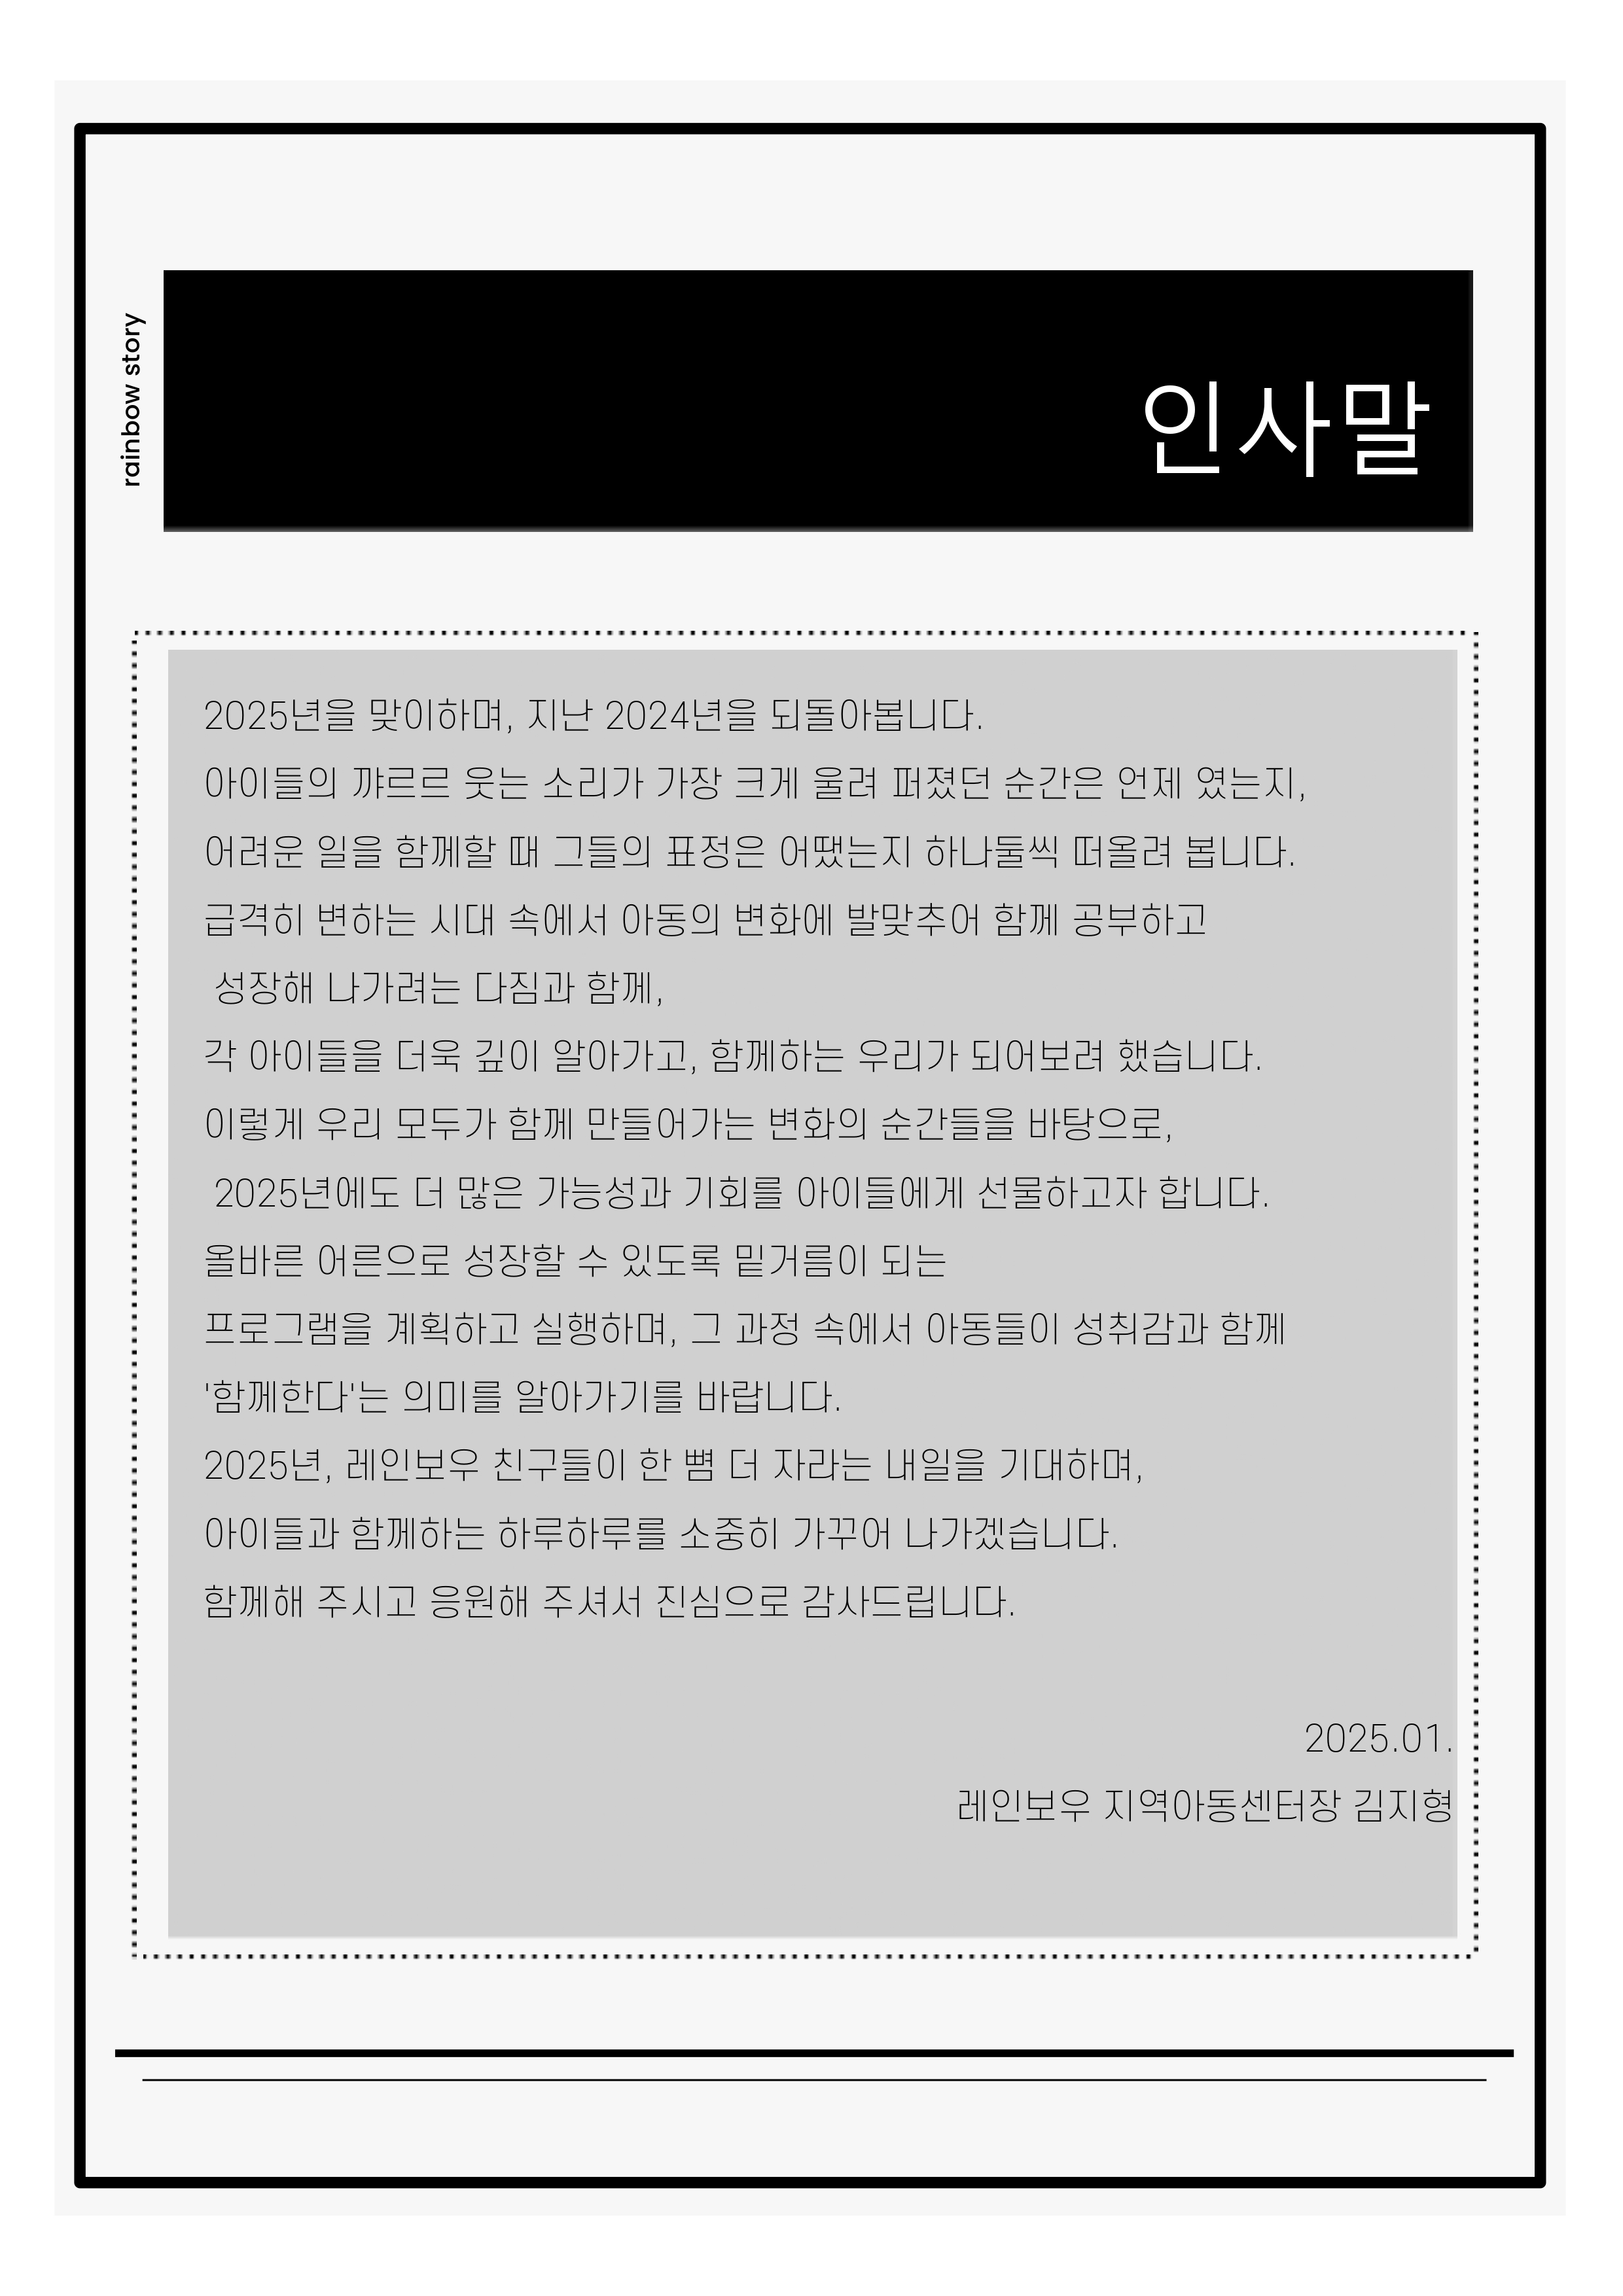 rainbow story
인사말
2025년을 맞이하며, 지난 2024년을 되돌아봅니다.
아이들의 꺄르르 웃는 소리가 가장 크게 울려 퍼졌던 순간은 언제 였는지,
어려운 일을 함께할 때 그들의 표정은 어땠는지 하나둘씩 떠올려 봅니다.
급격히 변하는 시대 속에서 아동의 변화에 발맞추어 함께 공부하고
성장해 나가려는 다짐과 함께,
각 아이들을 더욱 깊이 알아가고, 함께하는 우리가 되어보려 했습니다.
이렇게 우리 모두가 함께 만들어가는 변화의 순간들을 바탕으로,
2025년에도 더 많은 가능성과 기회를 아이들에게 선물하고자 합니다.
올바른 어른으로 성장할 수 있도록 밑거름이 되는
프로그램을 계획하고 실행하며, 그 과정 속에서 아동들이 성취감과 함께
'함께한다'는 의미를 알아가기를 바랍니다.
2025년, 레인보우 친구들이 한 뼘 더 자라는 내일을 기대하며,
아이들과 함께하는 하루하루를 소중히 가꾸어 나가겠습니다.
함께해 주시고 응원해 주셔서 진심으로 감사드립니다.
2025.01.
레인보우 지역아동센터장 김지형